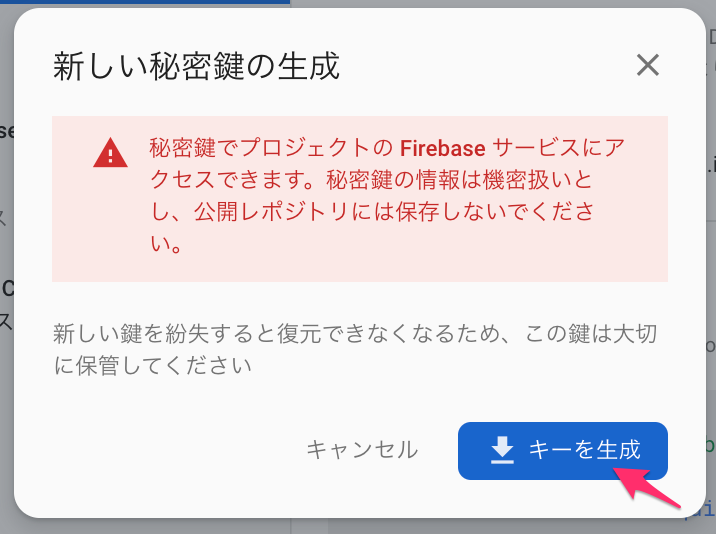 新しい秘密鍵の生成
秘密鍵でプロジェクトの Firebase サービスにア
クセスできます。秘密鍵の情報は機密扱いと
し、公開レポジトリには保存しないでくださ
い。
新しい鍵を紛失すると復元できなくなるため、この鍵は大切
に保管してください
キャンセル
キーを生成